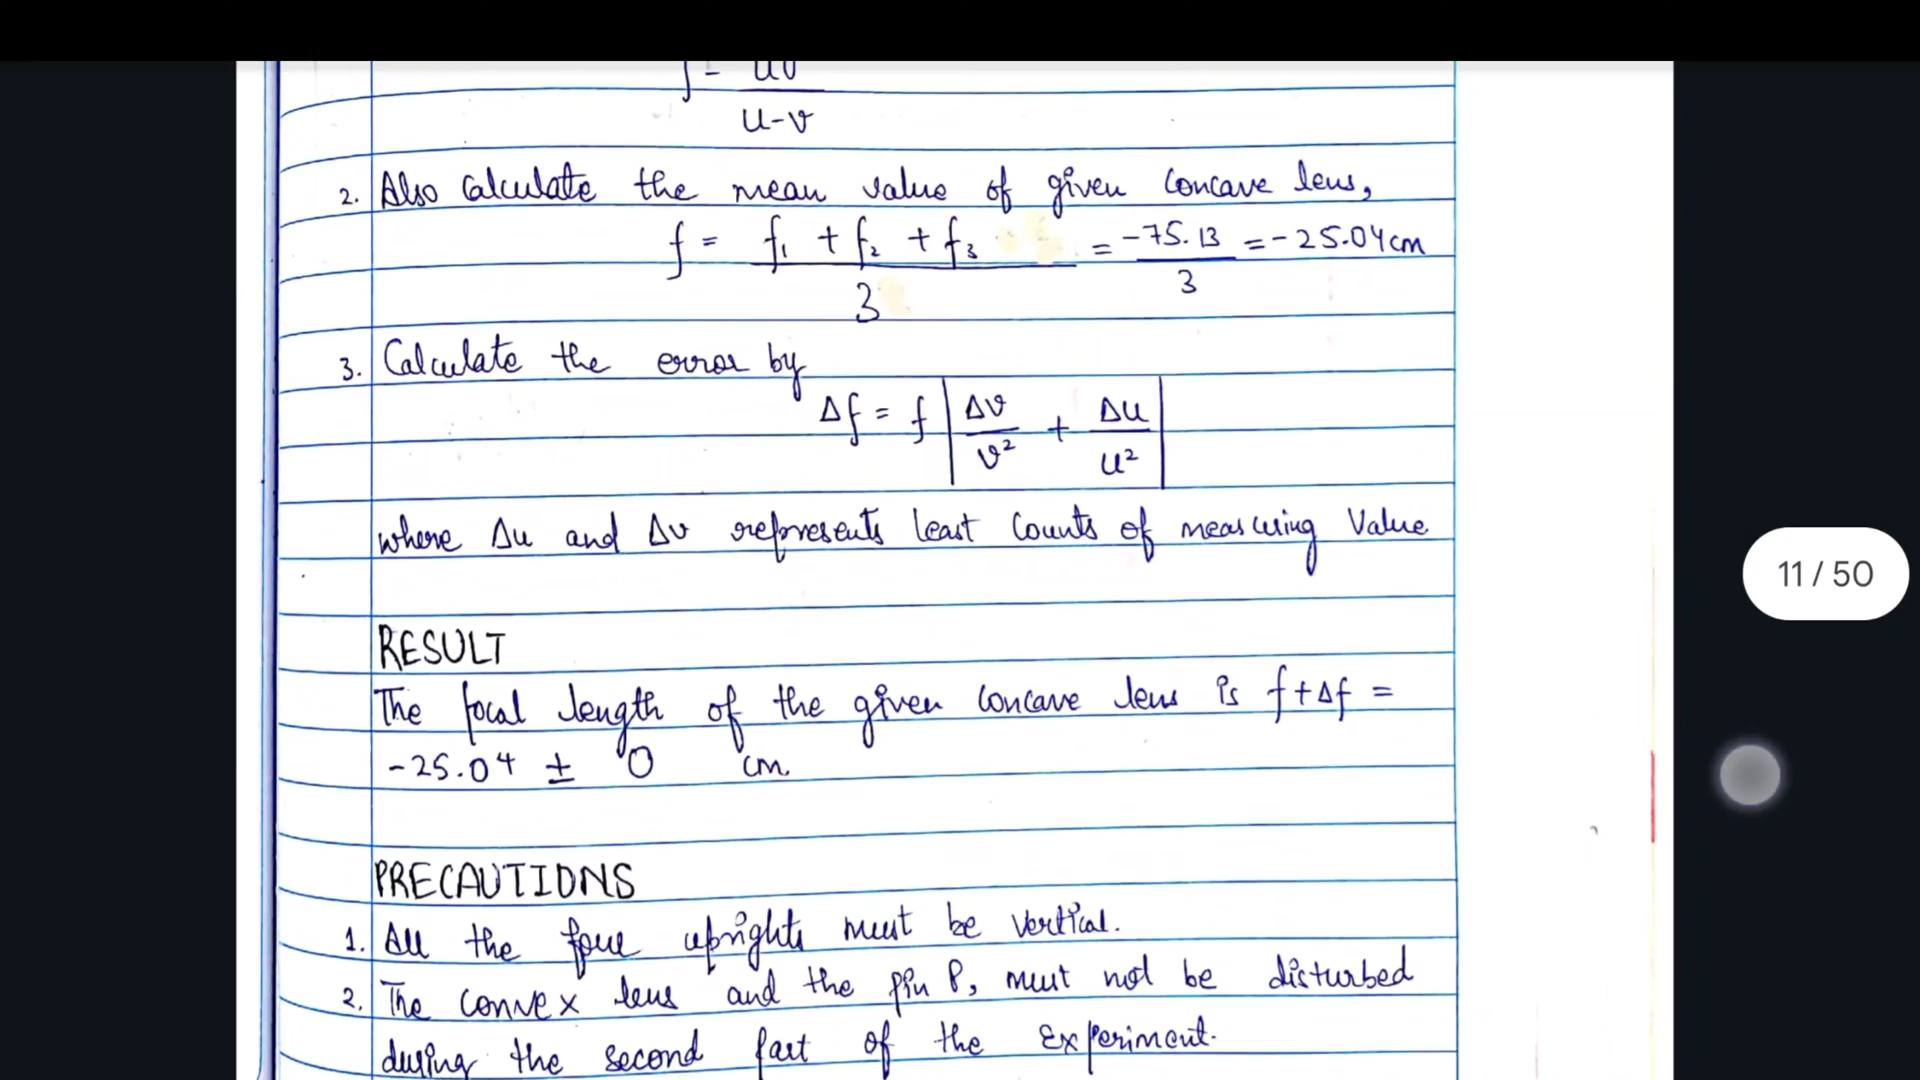 f = uv
u-v
2. Also Calculate the mean value of given Concave lens,
f = f₁ + f₂ + f₃ = -75.13 = -25.04cm
3 3
3. Calculate the error by
Δf = f | Δv/v² + Δu/u² |
where Δu and Δv represents least Counts of measuring Value
11 / 50
RESULT
The focal length of the given concave lens is f+Δf =
-25.04 ± 0 cm.
PRECAUTIONS
1. All the four uprights must be vertical.
2. The convex lens and the pin P, must not be disturbed
during the second part of the Experiment.